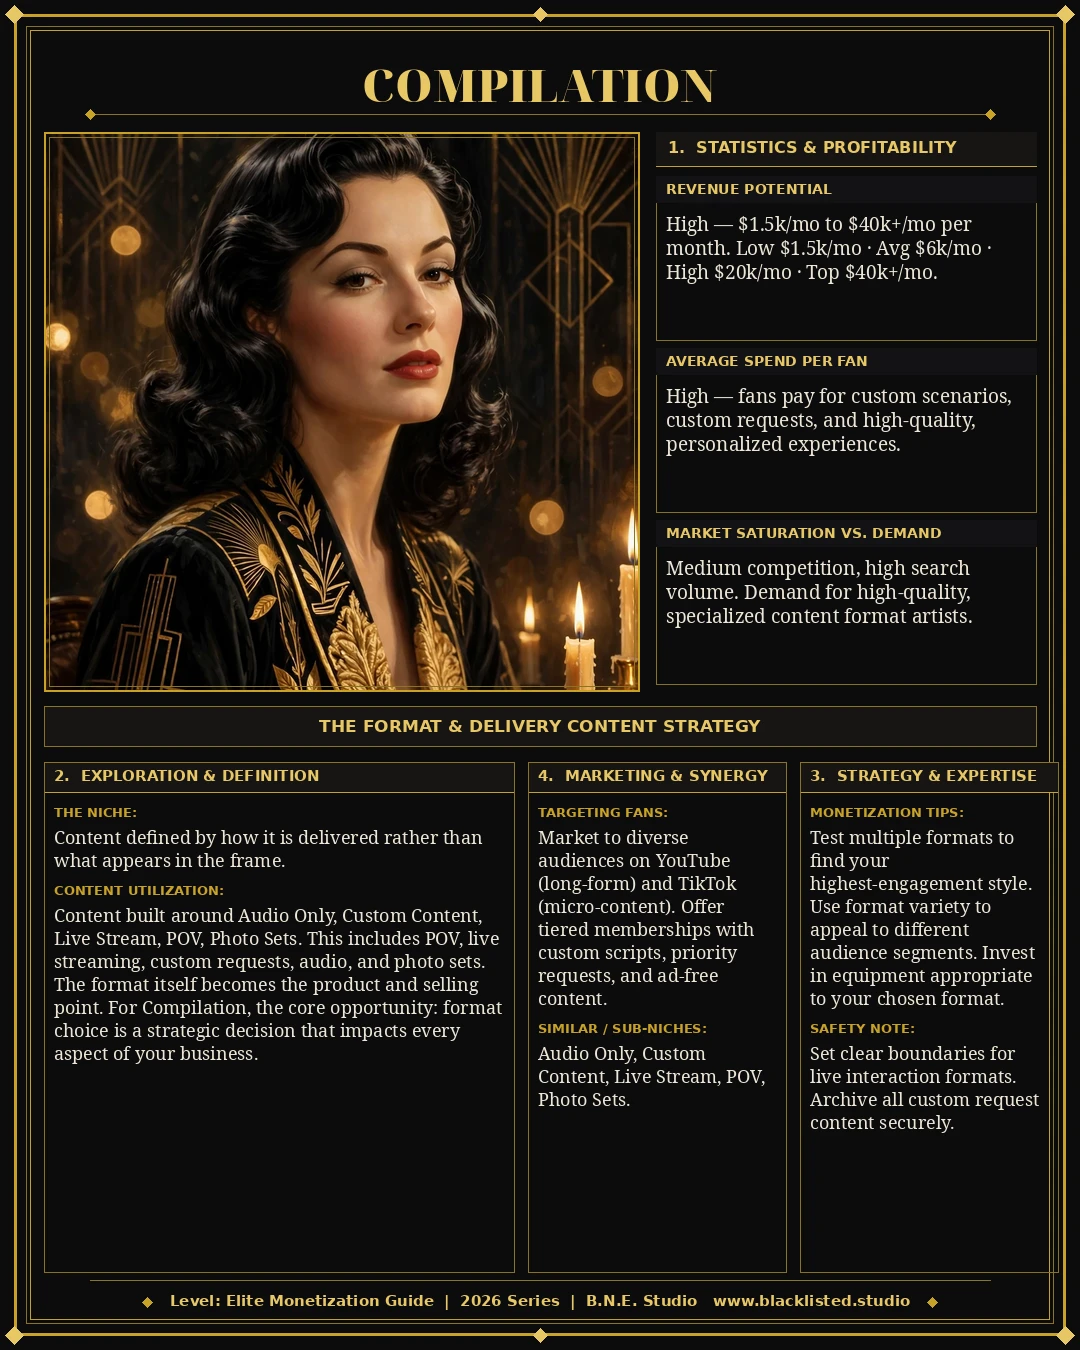 COMPILATION
1. STATISTICS & PROFITABILITY
REVENUE POTENTIAL
High — $1.5k/mo to $40k+/mo per
month. Low $1.5k/mo · Avg $6k/mo ·
High $20k/mo · Top $40k+/mo.
AVERAGE SPEND PER FAN
High — fans pay for custom scenarios,
custom requests, and high-quality,
personalized experiences.
MARKET SATURATION VS. DEMAND
Medium competition, high search
volume. Demand for high-quality,
specialized content format artists.
THE FORMAT & DELIVERY CONTENT STRATEGY
2. EXPLORATION & DEFINITION
THE NICHE:
Content defined by how it is delivered rather than
what appears in the frame.
CONTENT UTILIZATION:
Content built around Audio Only, Custom Content,
Live Stream, POV, Photo Sets. This includes POV, live
streaming, custom requests, audio, and photo sets.
The format itself becomes the product and selling
point. For Compilation, the core opportunity: format
choice is a strategic decision that impacts every
aspect of your business.
4. MARKETING & SYNERGY
TARGETING FANS:
Market to diverse
audiences on YouTube
(long-form) and TikTok
(micro-content). Offer
tiered memberships with
custom scripts, priority
requests, and ad-free
content.
SIMILAR / SUB-NICHES:
Audio Only, Custom
Content, Live Stream, POV,
Photo Sets.
3. STRATEGY & EXPERTISE
MONETIZATION TIPS:
Test multiple formats to
find your
highest-engagement style.
Use format variety to
appeal to different
audience segments. Invest
in equipment appropriate
to your chosen format.
SAFETY NOTE:
Set clear boundaries for
live interaction formats.
Archive all custom request
content securely.
Level: Elite Monetization Guide | 2026 Series | B.N.E. Studio www.blacklisted.studio